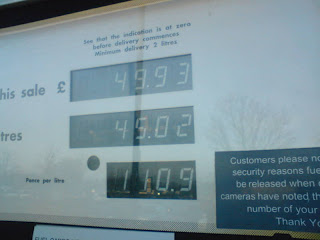 See that the indication is at zero
before delivery commences
Minimum delivery 2 litres
his sale £ 49.93
tres 45.02
Pence per litre 110.9
Customers please no
security reasons fue
be released when
cameras have noted th
number of your
Thank Yo